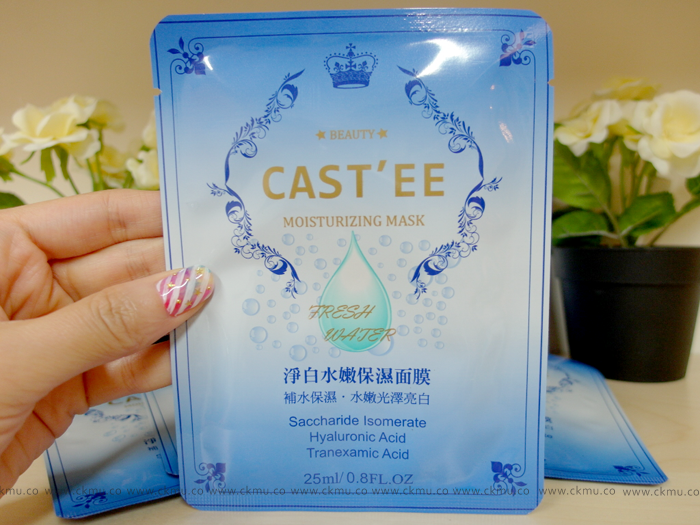 ★ BEAUTY ★
CAST'EE
MOISTURIZING MASK
FRESH
WATER
淨白水嫩保濕面膜
補水保濕・水嫩光澤亮白
Saccharide Isomerate
Hyaluronic Acid
Tranexamic Acid
25ml/0.8FL.OZ
www.ckmu.co www.ckmu.co www.ckmu.co www.ckmu.co www.ckmu.co www.ckmu.co